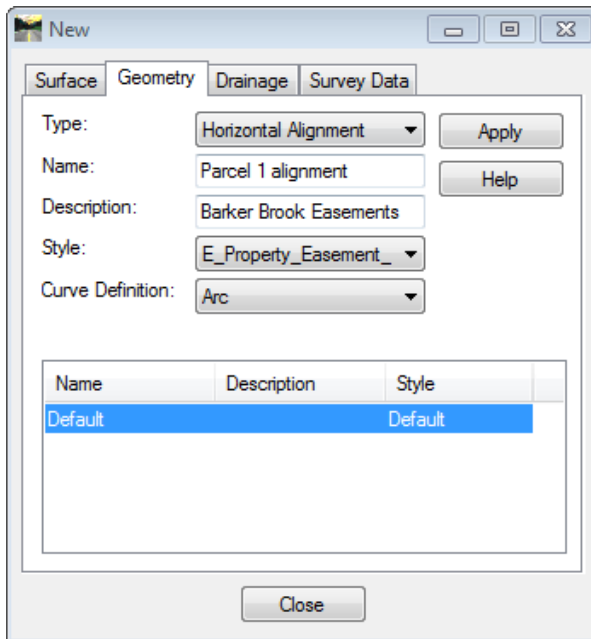 New
Surface Geometry Drainage Survey Data
Type: Horizontal Alignment Apply
Name: Parcel 1 alignment Help
Description: Barker Brook Easements
Style: E_Property_Easement_
Curve Definition: Arc
Name Description Style
Default Default
Close